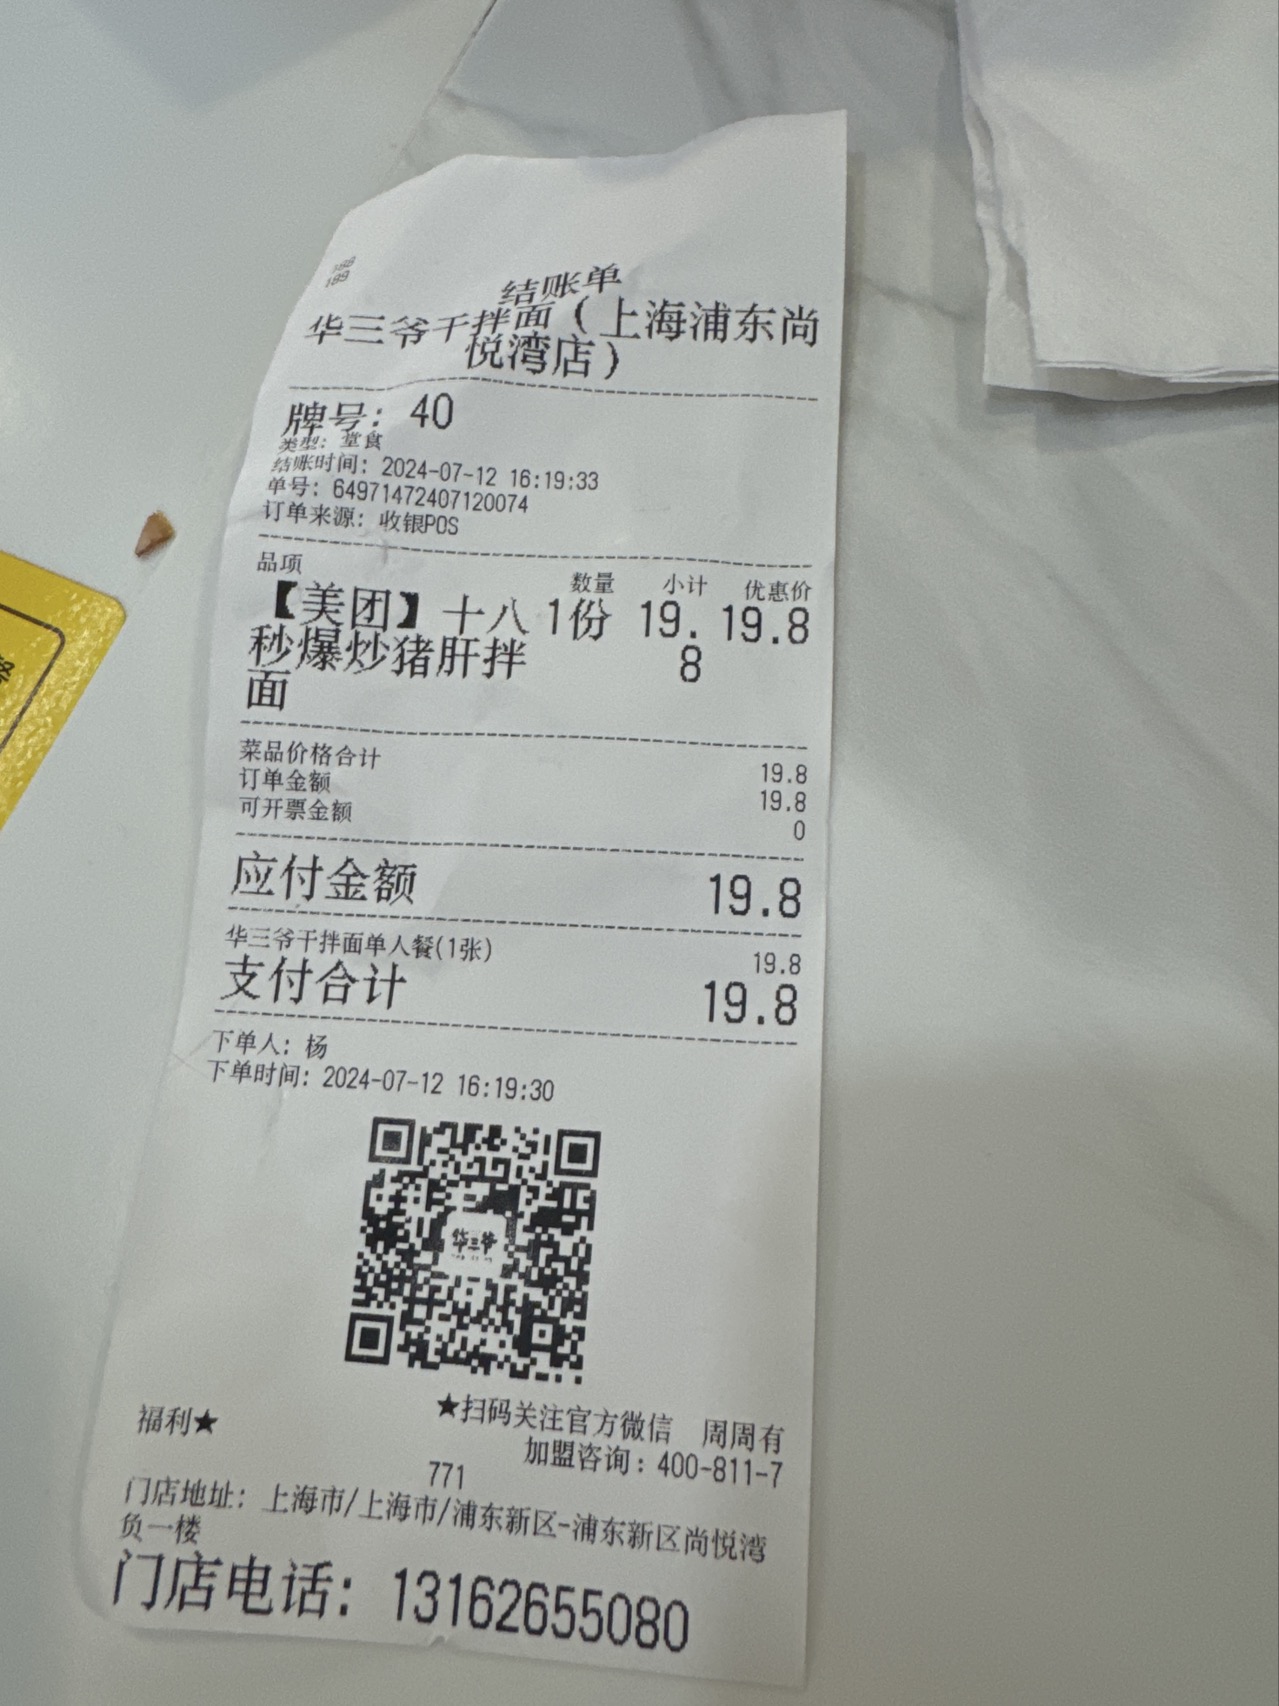 188
189
结账单
华三爷干拌面（上海浦东尚
悦湾店）
牌号：40
类型：堂食
结账时间：2024-07-12 16:19:33
单号：64971472407120074
订单来源：收银POS
品项 数量 小计 优惠价
【美团】十八 1份 19. 19.8
秒爆炒猪肝拌 8
面
菜品价格合计 19.8
订单金额 19.8
可开票金额 0
应付金额 19.8
华三爷干拌面单人餐(1张) 19.8
支付合计 19.8
下单人：杨
下单时间：2024-07-12 16:19:30
华三爷
★扫码关注官方微信 周周有
福利★
加盟咨询：400-811-7
771
门店地址：上海市/上海市/浦东新区-浦东新区尚悦湾
负一楼
门店电话：13162655080